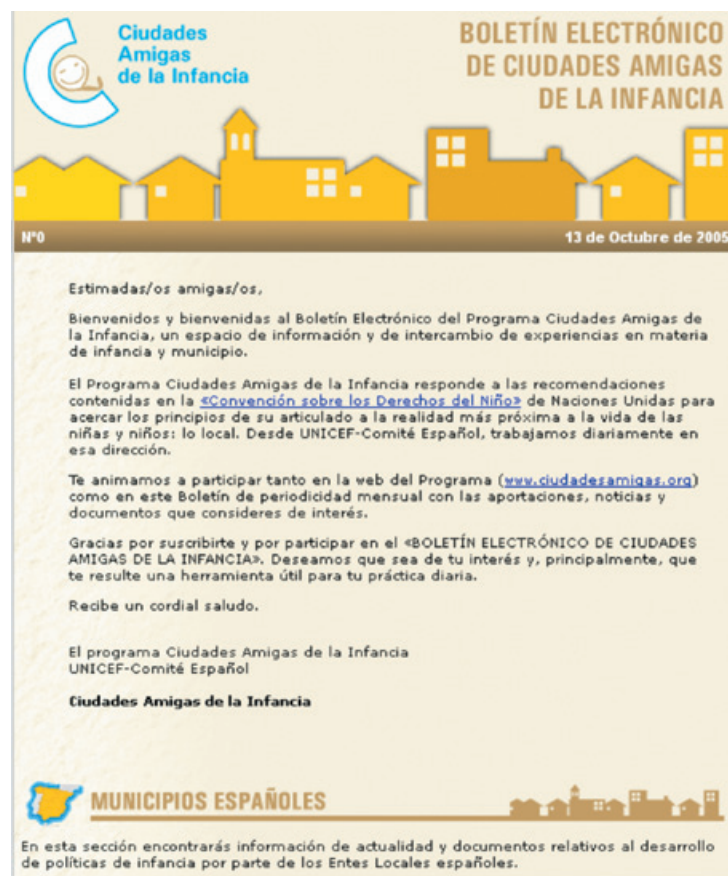 Ciudades
Amigas
de la Infancia
BOLETÍN ELECTRÓNICO
DE CIUDADES AMIGAS
DE LA INFANCIA
Nº0
13 de Octubre de 2005
Estimadas/os amigas/os,
Bienvenidos y bienvenidas al Boletín Electrónico del Programa Ciudades Amigas de
la Infancia, un espacio de información y de intercambio de experiencias en materia
de infancia y municipio.
El Programa Ciudades Amigas de la Infancia responde a las recomendaciones
contenidas en la «Convención sobre los Derechos del Niño» de Naciones Unidas para
acercar los principios de su articulado a la realidad más próxima a la vida de las
niñas y niños: lo local. Desde UNICEF-Comité Español, trabajamos diariamente en
esa dirección.
Te animamos a participar tanto en la web del Programa (www.ciudadesamigas.org)
como en este Boletín de periodicidad mensual con las aportaciones, noticias y
documentos que consideres de interés.
Gracias por suscribirte y por participar en el «BOLETÍN ELECTRÓNICO DE CIUDADES
AMIGAS DE LA INFANCIA». Deseamos que sea de tu interés y, principalmente, que
te resulte una herramienta útil para tu práctica diaria.
Recibe un cordial saludo.
El programa Ciudades Amigas de la Infancia
UNICEF-Comité Español
Ciudades Amigas de la Infancia
MUNICIPIOS ESPAÑOLES
En esta sección encontrarás información de actualidad y documentos relativos al desarrollo
de políticas de infancia por parte de los Entes Locales españoles.